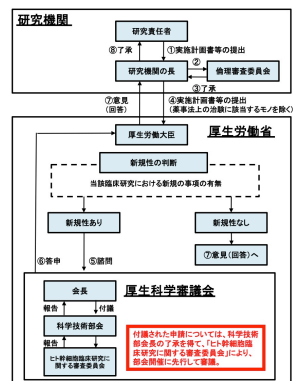 研究機関
研究責任者
⑧了承
①実施計画書等の提出
研究機関の長
②
倫理審査委員会
③了承
⑦意見
(回答)
④実施計画書等の提出
(薬事法上の治験に該当するモノを除く)
厚生労働大臣
厚生労働省
新規性の判断
当該臨床研究における新規の事項の有無
新規性あり
新規性なし
⑥答申
⑤諮問
⑦意見(回答)へ
会長
厚生科学審議会
報告
付議
科学技術部会
報告
付議
ヒト幹細胞臨床研究に
関する審査委員会
付議された申請については、科学技術
部会長の了承を得て、「ヒト幹細胞臨
床研究に関する審査委員会」により、
部会開催に先行して審議。